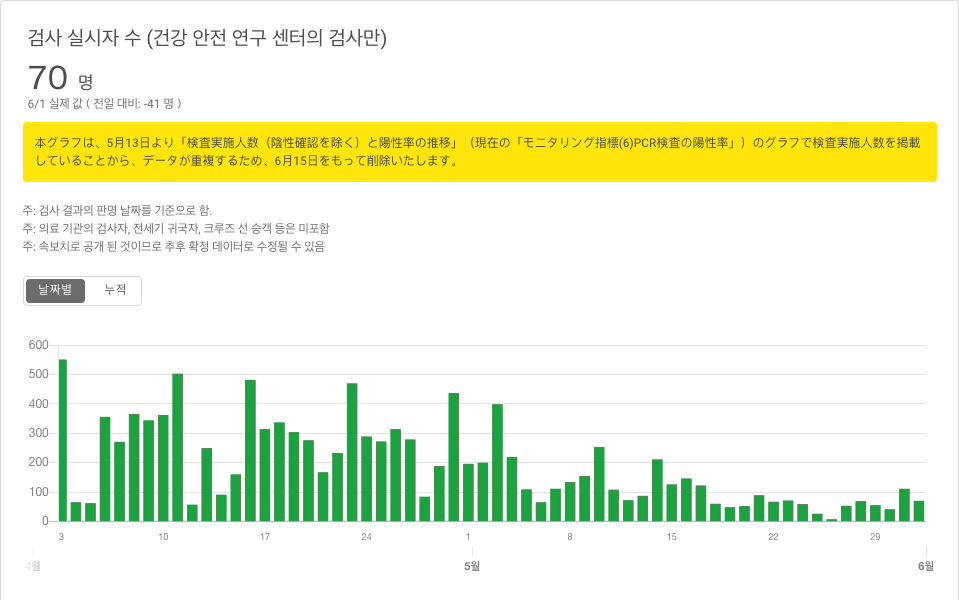 검사 실시자 수 (건강 안전 연구 센터의 검사만)
70 명
6/1 실제 값 ( 전일 대비: -41 명 )
本グラフは、5月13日より「検査実施人数（陰性確認を除く）と陽性率の推移」（現在の「モニタリング指標(6)PCR検査の陽性率」）のグラフで検査実施人数を掲載
していることから、データが重複するため、6月15日をもって削除いたします。
주: 검사 결과의 판명 날짜를 기준으로 함.
주: 의료 기관의 검사자, 전세기 귀국자, 크루즈 선 승객 등은 미포함
주: 속보치로 공개 된 것이므로 추후 확정 데이터로 수정될 수 있음
날짜별 누적
600
500
400
300
200
100
0
3 10 17 24 1 8 15 22 29
4월 5월 6월